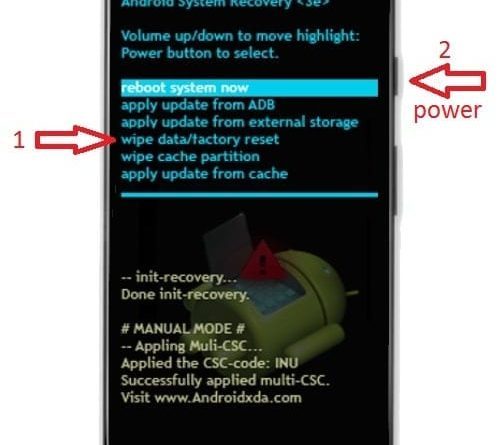 Android System Recovery <3e>
Volume up/down to move highlight:
Power button to select.
reboot system now
apply update from ADB
apply update from external storage
wipe data/factory reset
wipe cache partition
apply update from cache
-- init-recovery...
Done init-recovery.
# MANUAL MODE #
-- Appling Muli-CSC...
Applied the CSC-code: INU
Successfully applied multi-CSC.
Visit www.Androidxda.com
1
2
power